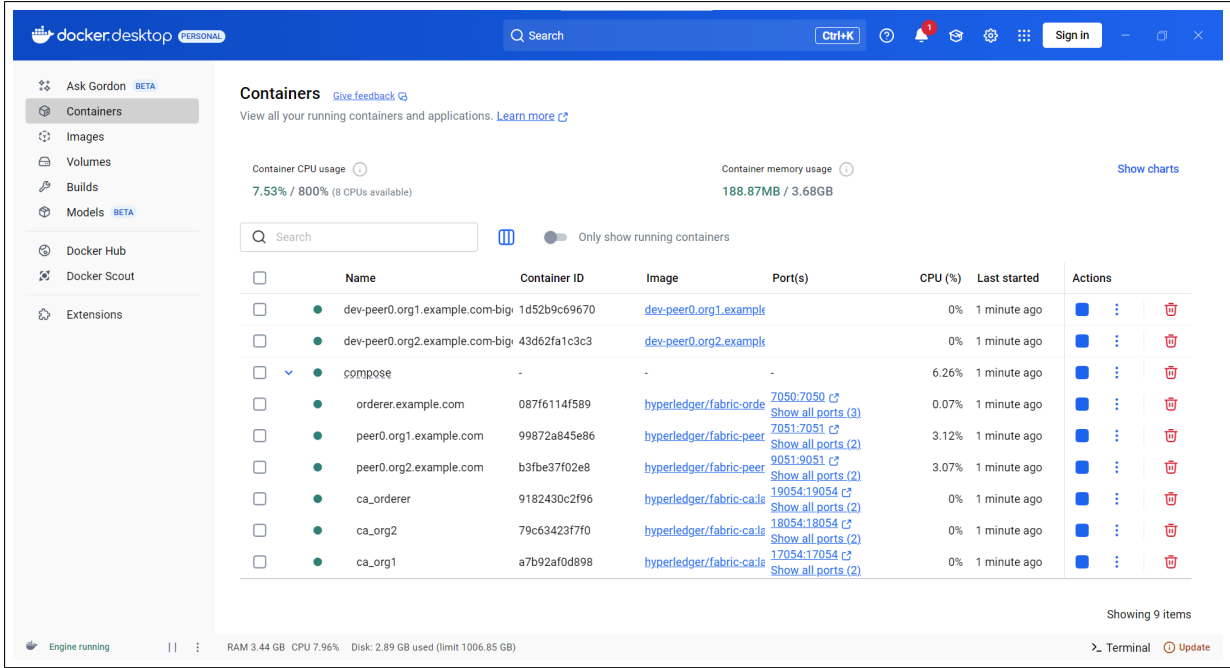 docker.desktop PERSONAL Search Ctrl+K 1 Sign in
Ask Gordon BETA
Containers
Images
Volumes
Builds
Models BETA
Docker Hub
Docker Scout
Extensions
Containers Give feedback
View all your running containers and applications. Learn more
Container CPU usage
7.53% / 800% (8 CPUs available)
Container memory usage
188.87MB / 3.68GB
Show charts
Search
Only show running containers
Name Container ID Image Port(s) CPU (%) Last started Actions
dev-peer0.org1.example.com-big 1d52b9c69670 dev-peer0.org1.example 0% 1 minute ago
dev-peer0.org2.example.com-big 43d62fa1c3c3 dev-peer0.org2.example 0% 1 minute ago
compose - - - 6.26% 1 minute ago
orderer.example.com 087f6114f589 hyperledger/fabric-orde 7050:7050 0.07% 1 minute ago
Show all ports (3)
peer0.org1.example.com 99872a845e86 hyperledger/fabric-peer 7051:7051 3.12% 1 minute ago
Show all ports (2)
peer0.org2.example.com b3fbe37f02e8 hyperledger/fabric-peer 9051:9051 3.07% 1 minute ago
Show all ports (2)
ca_orderer 9182430c2f96 hyperledger/fabric-ca:la 19054:19054 0% 1 minute ago
Show all ports (2)
ca_org2 79c63423f7f0 hyperledger/fabric-ca:la 18054:18054 0% 1 minute ago
Show all ports (2)
ca_org1 a7b92af0d898 hyperledger/fabric-ca:la 17054:17054 0% 1 minute ago
Show all ports (2)
Showing 9 items
Engine running RAM 3.44 GB CPU 7.96% Disk: 2.89 GB used (limit 1006.85 GB) >_ Terminal Update